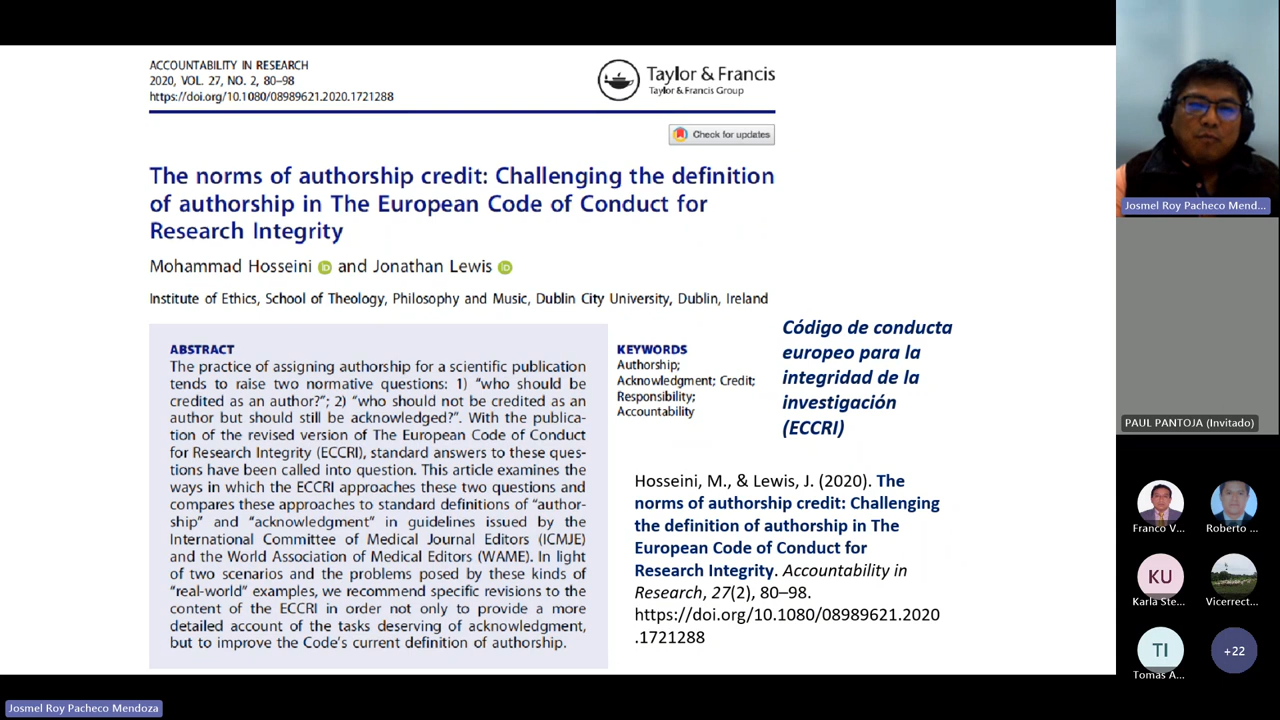 ACCOUNTABILITY IN RESEARCH
2020, VOL. 27, NO. 2, 80–98
https://doi.org/10.1080/08989621.2020.1721288
Taylor & Francis
Taylor & Francis Group
Check for updates
The norms of authorship credit: Challenging the definition
of authorship in The European Code of Conduct for
Research Integrity
Mohammad Hosseini iD and Jonathan Lewis iD
Institute of Ethics, School of Theology, Philosophy and Music, Dublin City University, Dublin, Ireland
ABSTRACT
The practice of assigning authorship for a scientific publication
tends to raise two normative questions: 1) “who should be
credited as an author?”; 2) “who should not be credited as an
author but should still be acknowledged?”. With the publica-
tion of the revised version of The European Code of Conduct
for Research Integrity (ECCRI), standard answers to these ques-
tions have been called into question. This article examines the
ways in which the ECCRI approaches these two questions and
compares these approaches to standard definitions of “author-
ship” and “acknowledgment” in guidelines issued by the
International Committee of Medical Journal Editors (ICMJE)
and the World Association of Medical Editors (WAME). In light
of two scenarios and the problems posed by these kinds of
“real-world” examples, we recommend specific revisions to the
content of the ECCRI in order not only to provide a more
detailed account of the tasks deserving of acknowledgment,
but to improve the Code’s current definition of authorship.
KEYWORDS
Authorship;
Acknowledgment; Credit;
Responsibility;
Accountability
Código de conducta
europeo para la
integridad de la
investigación
(ECCRI)
Hosseini, M., & Lewis, J. (2020). The
norms of authorship credit: Challenging
the definition of authorship in The
European Code of Conduct for
Research Integrity. Accountability in
Research, 27(2), 80–98.
https://doi.org/10.1080/08989621.2020
.1721288
Josmel Roy Pacheco Mend...
PAUL PANTOJA (Invitado)
Franco V...
Roberto ...
KU
Karla Ste...
Vicerrect...
TI
Tomas A...
+22
Josmel Roy Pacheco Mendoza